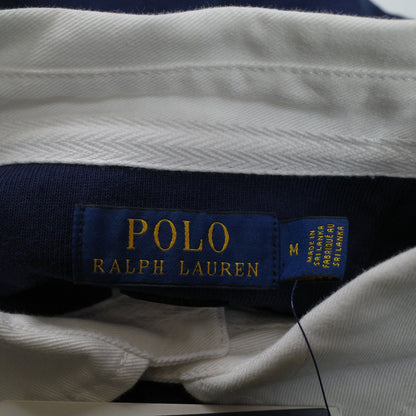 POLO
RALPH LAUREN
M
MADE IN
SRI LANKA
FABRIQUÉ AU
SRI LANKA